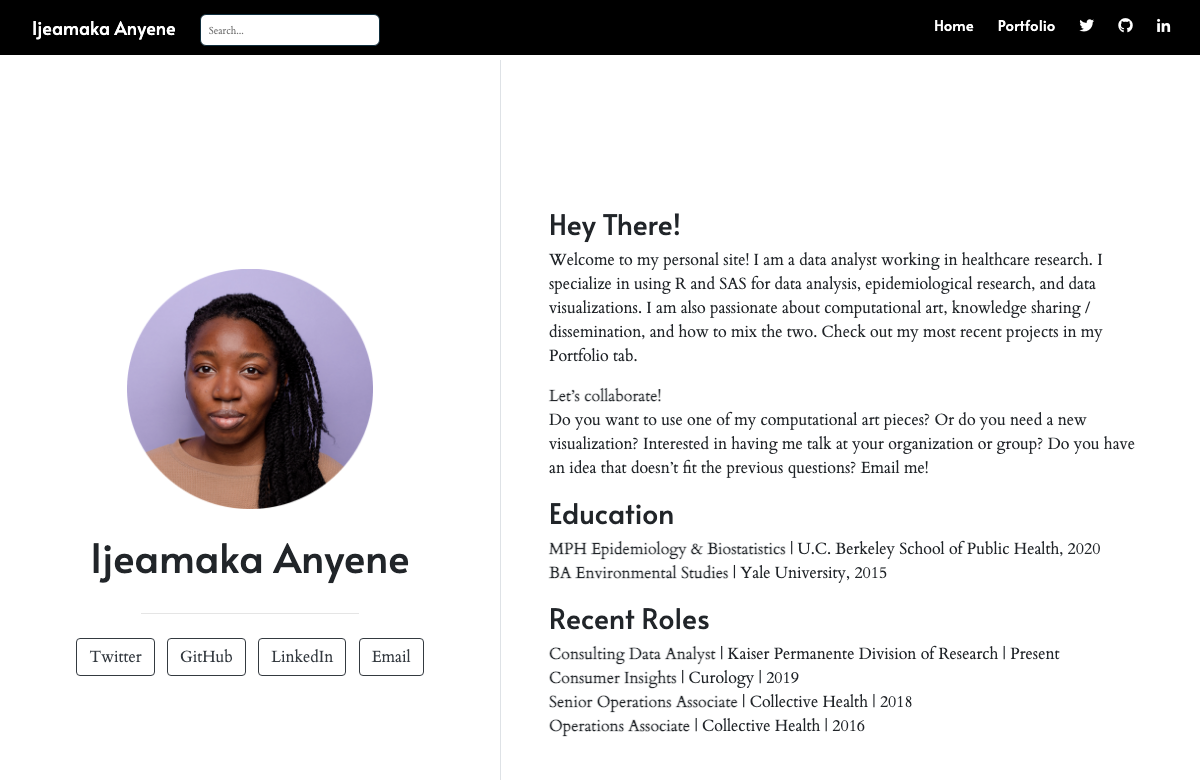 Ijeamaka Anyene
Search...
Home
Portfolio
Ijeamaka Anyene
Twitter
GitHub
LinkedIn
Email
Hey There!
Welcome to my personal site! I am a data analyst working in healthcare research. I
specialize in using R and SAS for data analysis, epidemiological research, and data
visualizations. I am also passionate about computational art, knowledge sharing /
dissemination, and how to mix the two. Check out my most recent projects in my
Portfolio tab.
Let’s collaborate!
Do you want to use one of my computational art pieces? Or do you need a new
visualization? Interested in having me talk at your organization or group? Do you have
an idea that doesn’t fit the previous questions? Email me!
Education
MPH Epidemiology & Biostatistics | U.C. Berkeley School of Public Health, 2020
BA Environmental Studies | Yale University, 2015
Recent Roles
Consulting Data Analyst | Kaiser Permanente Division of Research | Present
Consumer Insights | Curology | 2019
Senior Operations Associate | Collective Health | 2018
Operations Associate | Collective Health | 2016